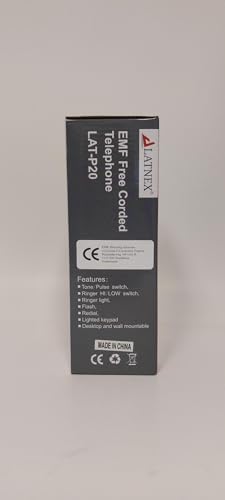 LATNEX®
EMF Free Corded
Telephone
LAT-P20
CE
Features:
Tone/Pulse switch,
Ringer HI/LOW switch,
Ringer light,
Flash,
Redial,
Lighted keypad
Desktop and wall mountable
CE
MADE IN CHINA